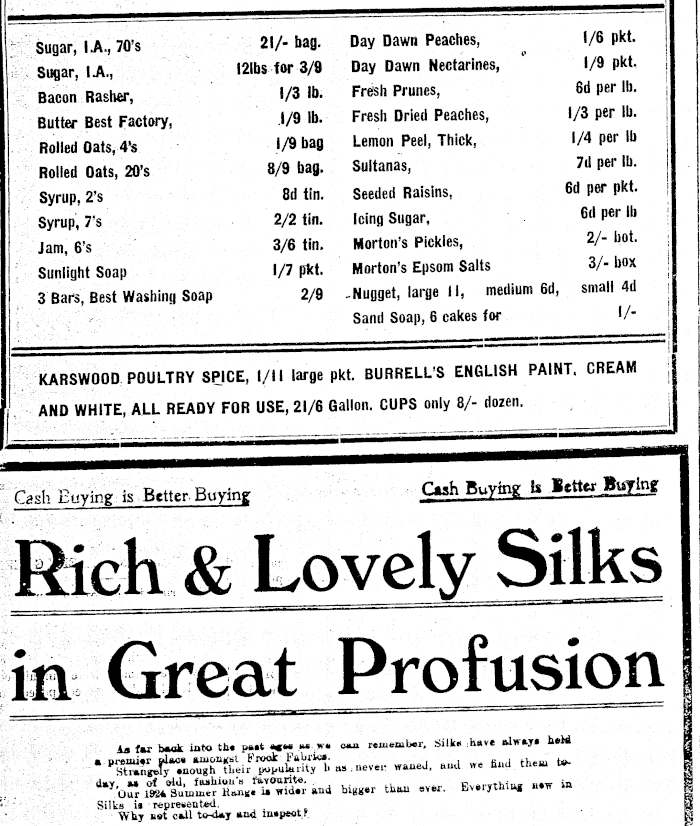 Sugar, I.A., 70's 21/- bag.
Sugar, I.A., 12lbs for 3/9
Bacon Rasher, 1/3 lb.
Butter Best Factory, 1/9 lb.
Rolled Oats, 4's 1/9 bag
Rolled Oats, 20's 8/9 bag.
Syrup, 2's 8d tin.
Syrup, 7's 2/2 tin.
Jam, 6's 3/6 tin.
Sunlight Soap 1/7 pkt.
3 Bars, Best Washing Soap 2/9
Day Dawn Peaches, 1/6 pkt.
Day Dawn Nectarines, 1/9 pkt.
Fresh Prunes, 6d per lb.
Fresh Dried Peaches, 1/3 per lb.
Lemon Peel, Thick, 1/4 per lb
Sultanas, 7d per lb.
Seeded Raisins, 6d per pkt.
Icing Sugar, 6d per lb
Morton's Pickles, 2/- bot.
Morton's Epsom Salts 3/- box
Nugget, large 11, medium 6d, small 4d
Sand Soap, 6 cakes for 1/-
KARSWOOD POULTRY SPICE, 1/11 large pkt. BURRELL'S ENGLISH PAINT, CREAM
AND WHITE, ALL READY FOR USE, 21/6 Gallon. CUPS only 8/- dozen.
Cash Buying is Better Buying Cash Buying is Better Buying
Rich & Lovely Silks
in Great Profusion
As far back into the past ages as we can remember, Silks have always held
a premier place amongst Frock Fabrics.
Strangely enough their popularity has never waned, and we find them to-
day, as of old, fashion's favourite.
Our 1924 Summer Range is wider and bigger than ever. Everything new in
Silks is represented.
Why not call to-day and inspect?